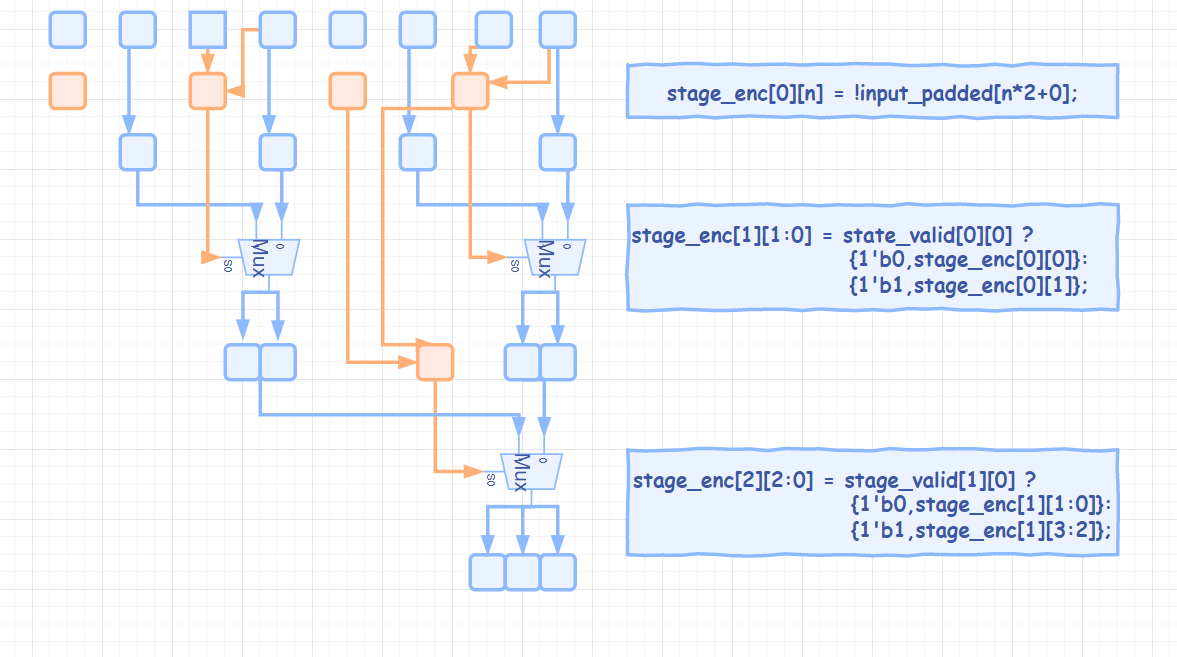 stage_enc[0][n] = !input_padded[n*2+0];
stage_enc[1][1:0] = state_valid[0][0] ?
{1'b0,stage_enc[0][0]}:
{1'b1,stage_enc[0][1]};
Mux
0
S0
Mux
0
S0
stage_enc[2][2:0] = stage_valid[1][0] ?
{1'b0,stage_enc[1][1:0]}:
{1'b1,stage_enc[1][3:2]};
Mux
0
S0